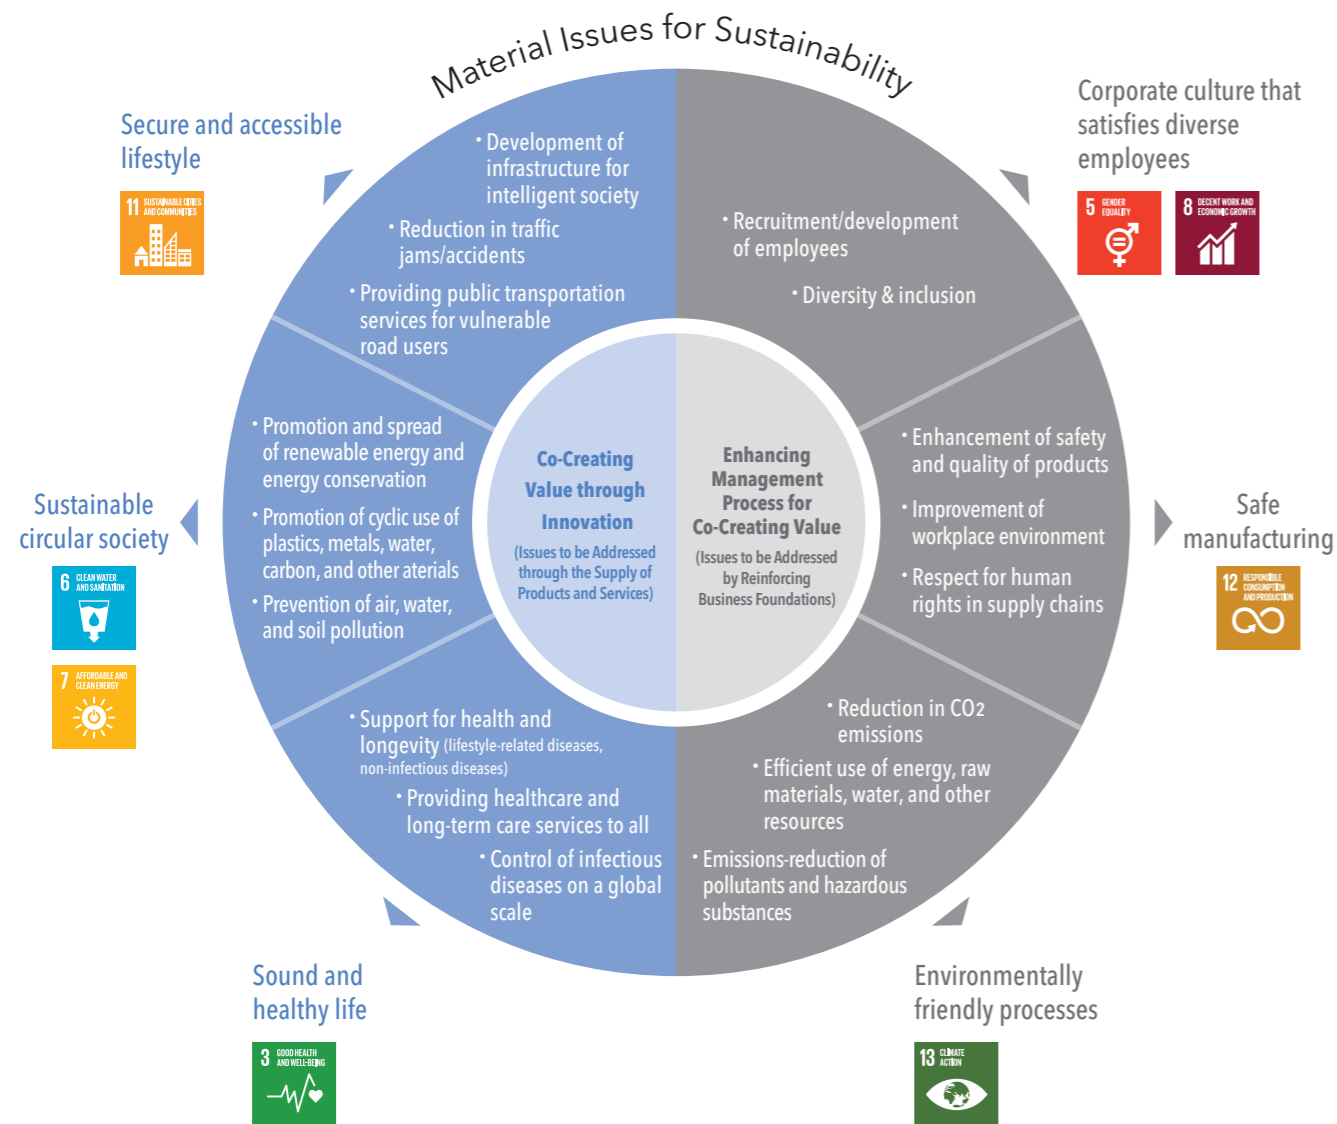 Material Issues for Sustainability
Secure and accessible
lifestyle
11 SUSTAINABLE CITIES
AND COMMUNITIES
・Development of
infrastructure for
intelligent society
・Reduction in traffic
jams/accidents
・Providing public transportation
services for vulnerable
road users
Corporate culture that
satisfies diverse
employees
5 GENDER
EQUALITY
8 DECENT WORK AND
ECONOMIC GROWTH
・Recruitment/development
of employees
・Diversity & inclusion
Sustainable
circular society
6 CLEAN WATER
AND SANITATION
7 AFFORDABLE AND
CLEAN ENERGY
・Promotion and spread
of renewable energy and
energy conservation
・Promotion of cyclic use of
plastics, metals, water,
carbon, and other aterials
・Prevention of air, water,
and soil pollution
Co-Creating
Value through
Innovation
(Issues to be Addressed
through the Supply of
Products and Services)
Enhancing
Management
Process for
Co-Creating Value
(Issues to be Addressed
by Reinforcing
Business Foundations)
・Enhancement of safety
and quality of products
・Improvement of
workplace environment
・Respect for human
rights in supply chains
Safe
manufacturing
12 RESPONSIBLE
CONSUMPTION
AND PRODUCTION
・Support for health and
longevity (lifestyle-related diseases,
non-infectious diseases)
・Providing healthcare and
long-term care services to all
・Control of infectious
diseases on a global
scale
・Reduction in CO2
emissions
・Efficient use of energy, raw
materials, water, and other
resources
・Emissions-reduction of
pollutants and hazardous
substances
Sound and
healthy life
3 GOOD HEALTH
AND WELL-BEING
Environmentally
friendly processes
13 CLIMATE
ACTION